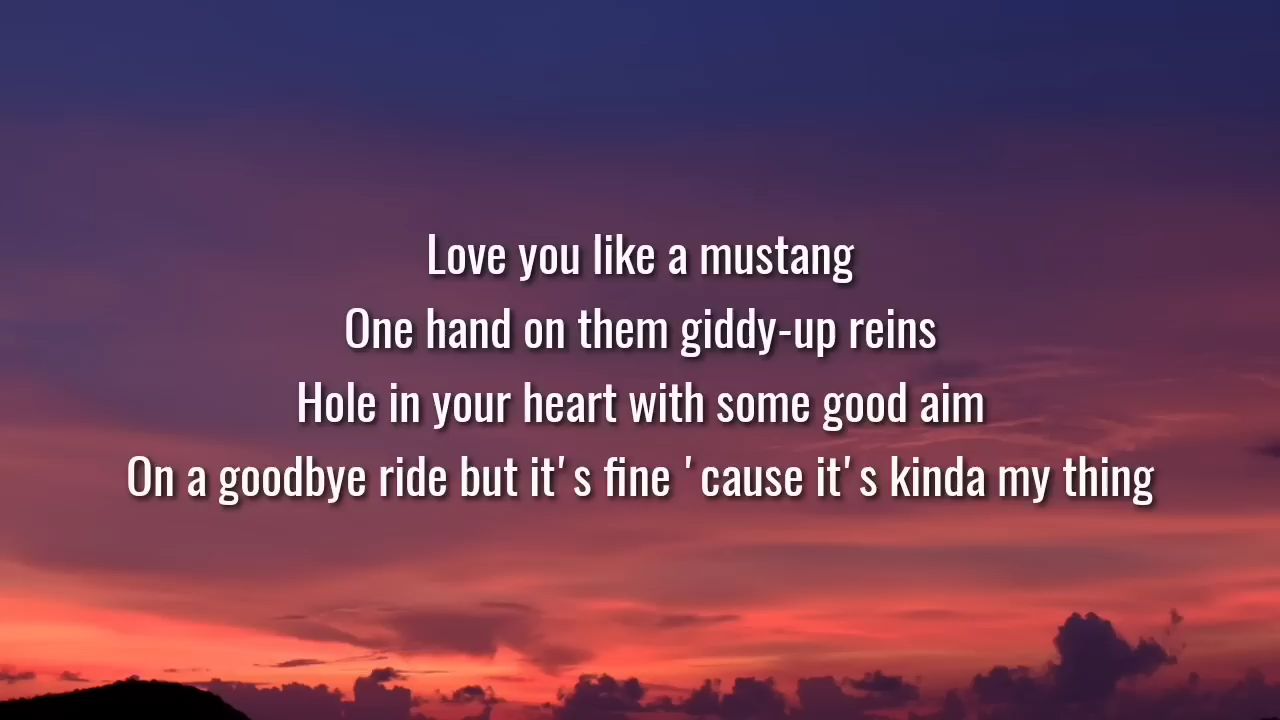 Love you like a mustang
One hand on them giddy-up reins
Hole in your heart with some good aim
On a goodbye ride but it's fine 'cause it's kinda my thing